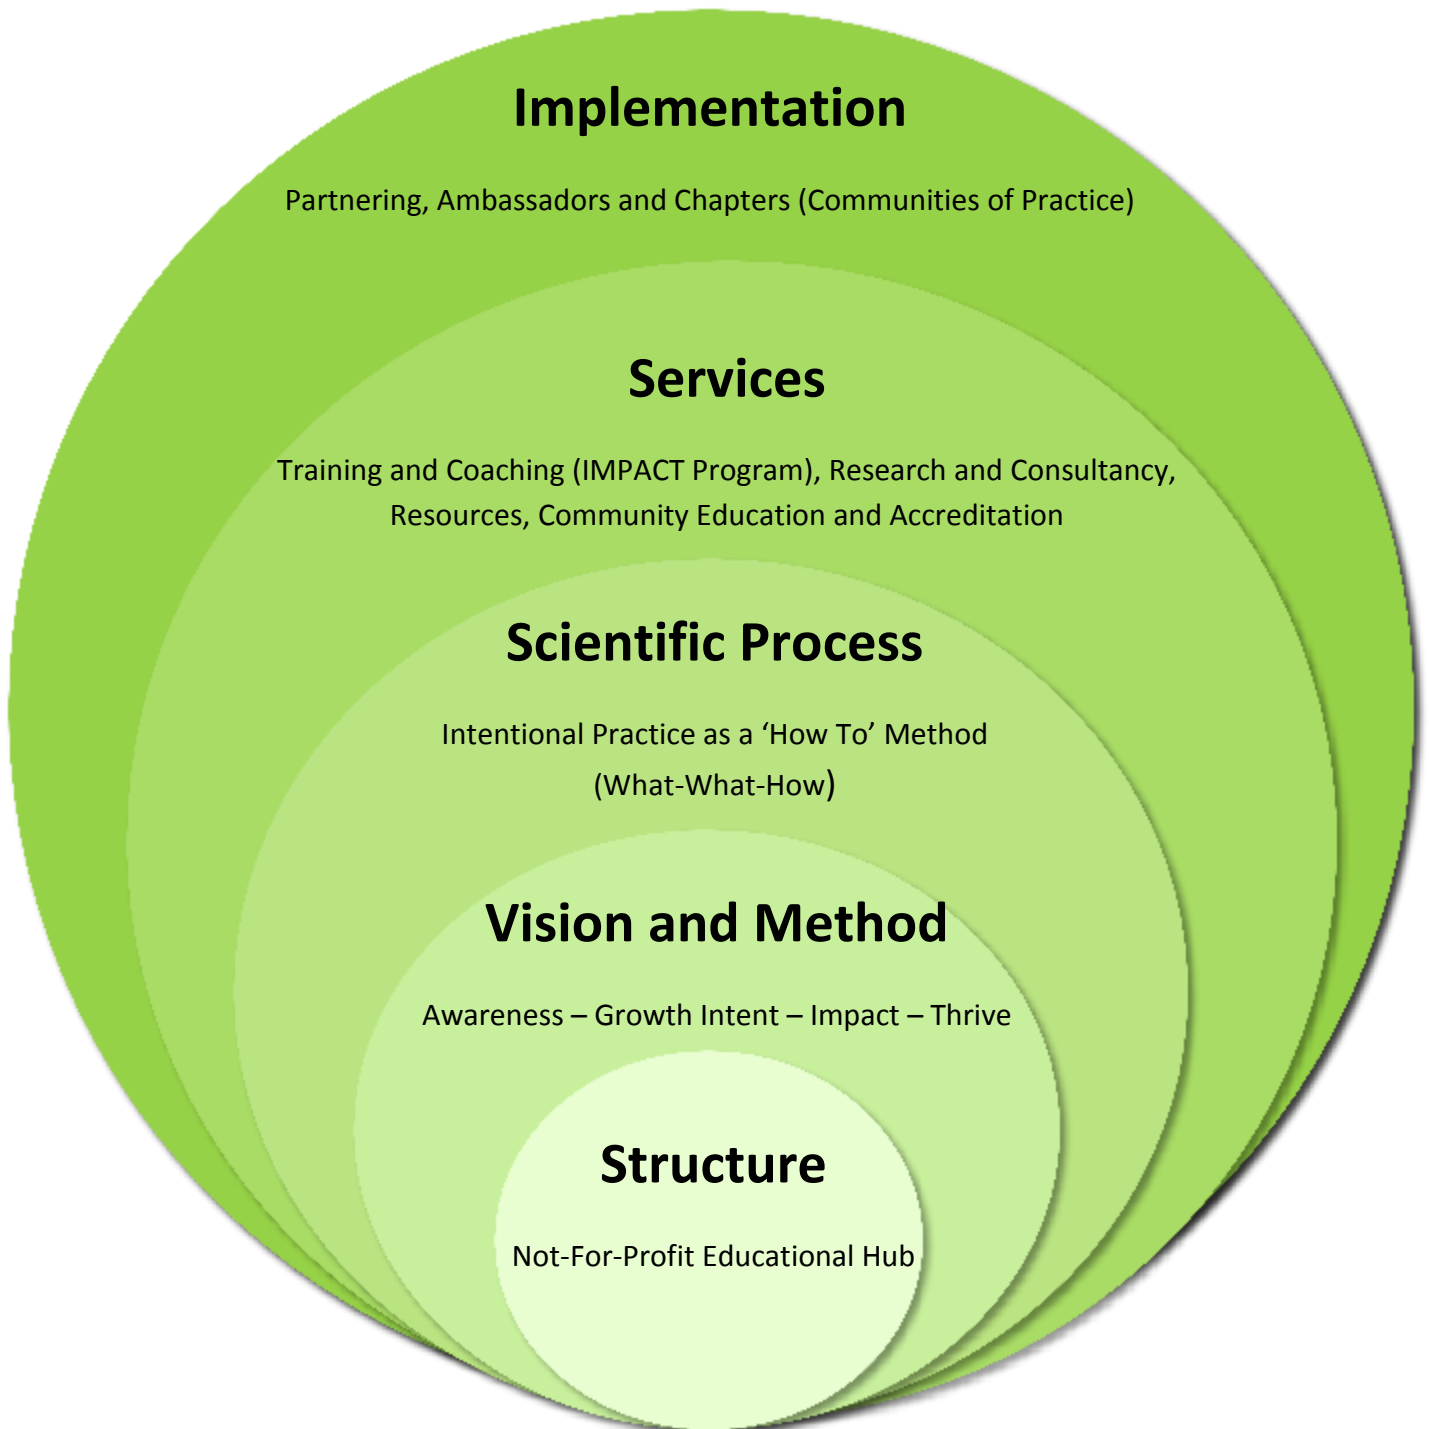 Implementation
Partnering, Ambassadors and Chapters (Communities of Practice)
Services
Training and Coaching (IMPACT Program), Research and Consultancy,
Resources, Community Education and Accreditation
Scientific Process
Intentional Practice as a ‘How To’ Method
(What-What-How)
Vision and Method
Awareness – Growth Intent – Impact – Thrive
Structure
Not-For-Profit Educational Hub